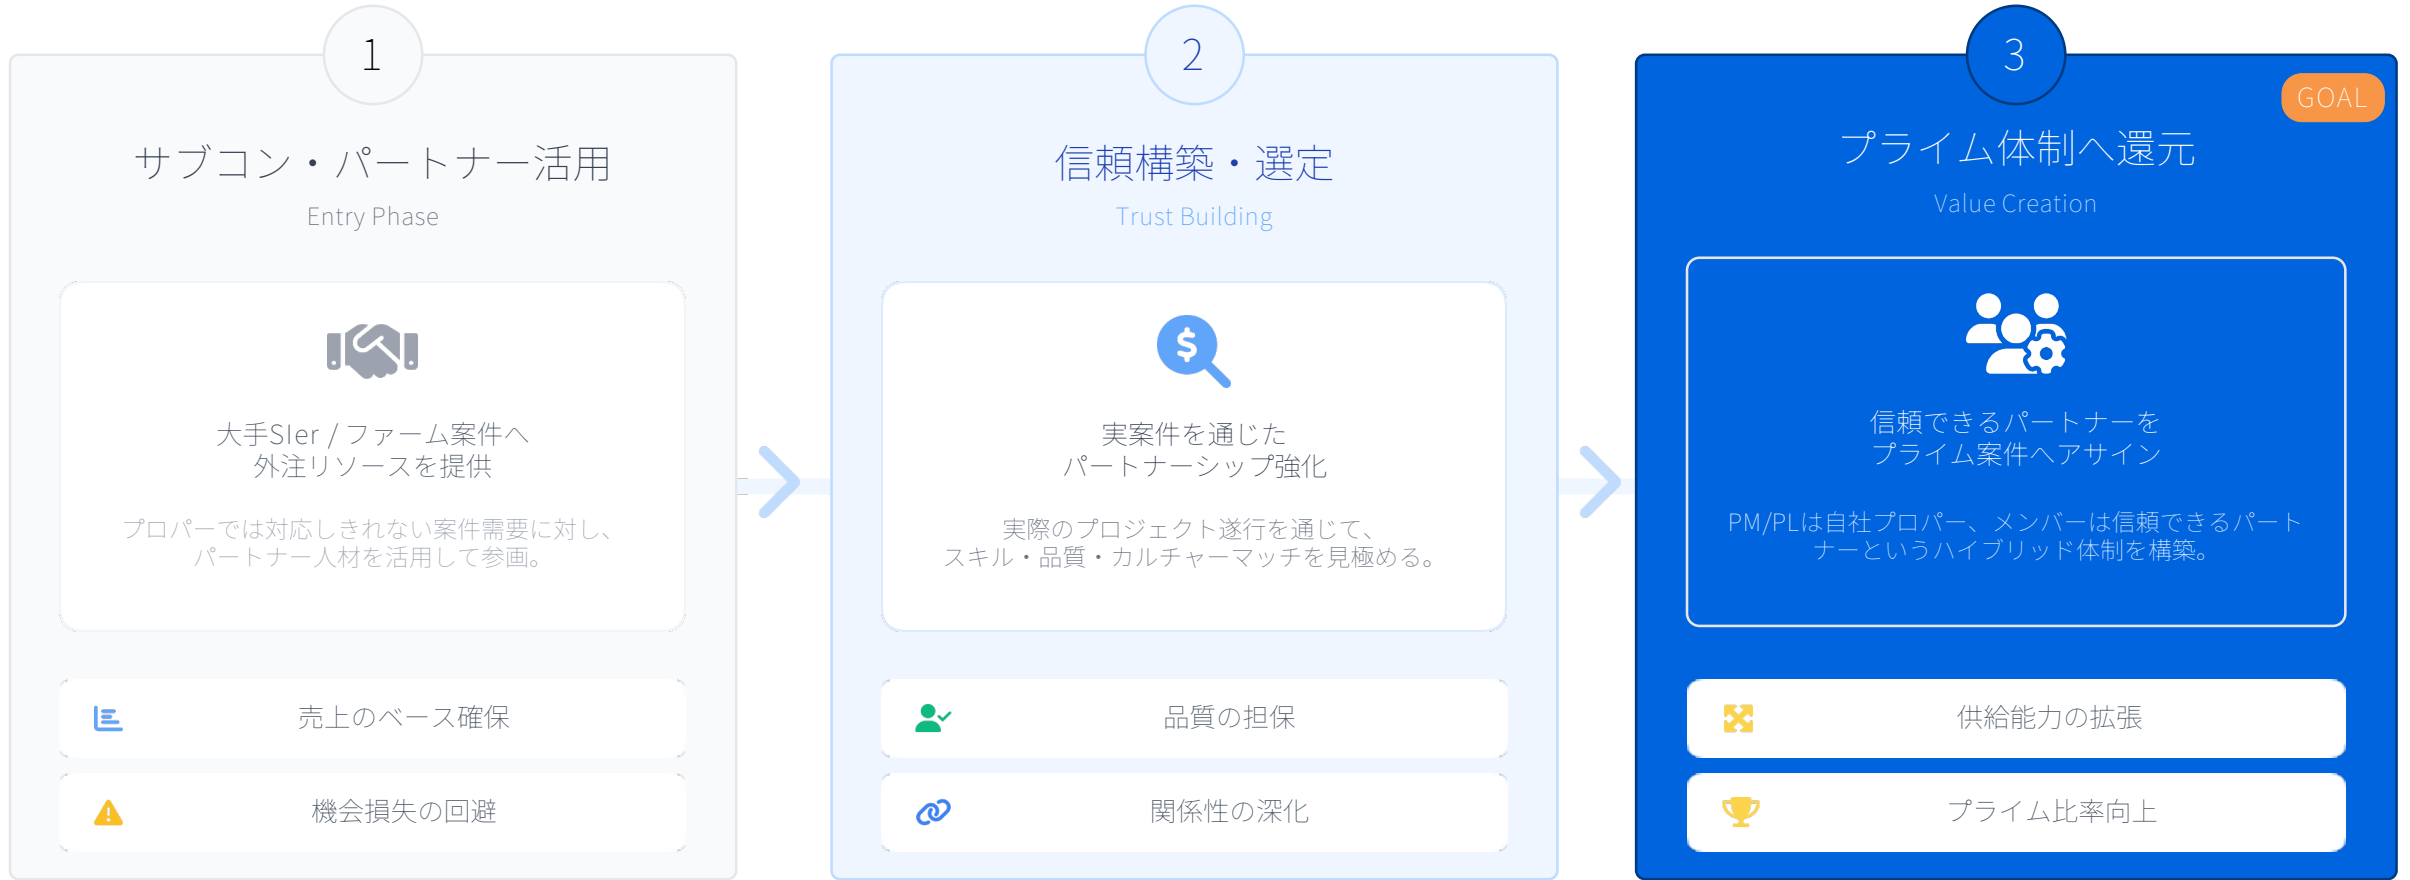 1
サブコン・パートナー活用
Entry Phase
大手SIer / ファーム案件へ
外注リソースを提供
プロパーでは対応しきれない案件需要に対し、
パートナー人材を活用して参画。
売上のベース確保
機会損失の回避
2
信頼構築・選定
Trust Building
実案件を通じた
パートナーシップ強化
実際のプロジェクト遂行を通じて、
スキル・品質・カルチャーマッチを見極める。
品質の担保
関係性の深化
3
GOAL
プライム体制へ還元
Value Creation
信頼できるパートナーを
プライム案件へアサイン
PM/PLは自社プロパー、メンバーは信頼できるパート
ナーというハイブリッド体制を構築。
供給能力の拡張
プライム比率向上